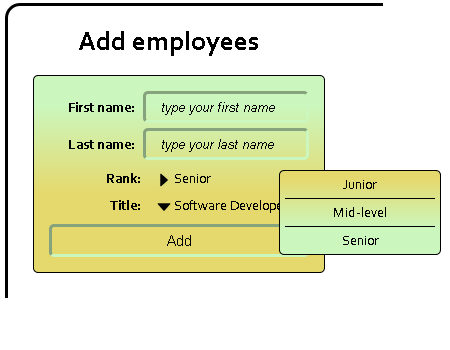 Add employees
First name: type your first name
Last name: type your last name
Rank: Senior
Title: Software Develope
Add
Junior
Mid-level
Senior